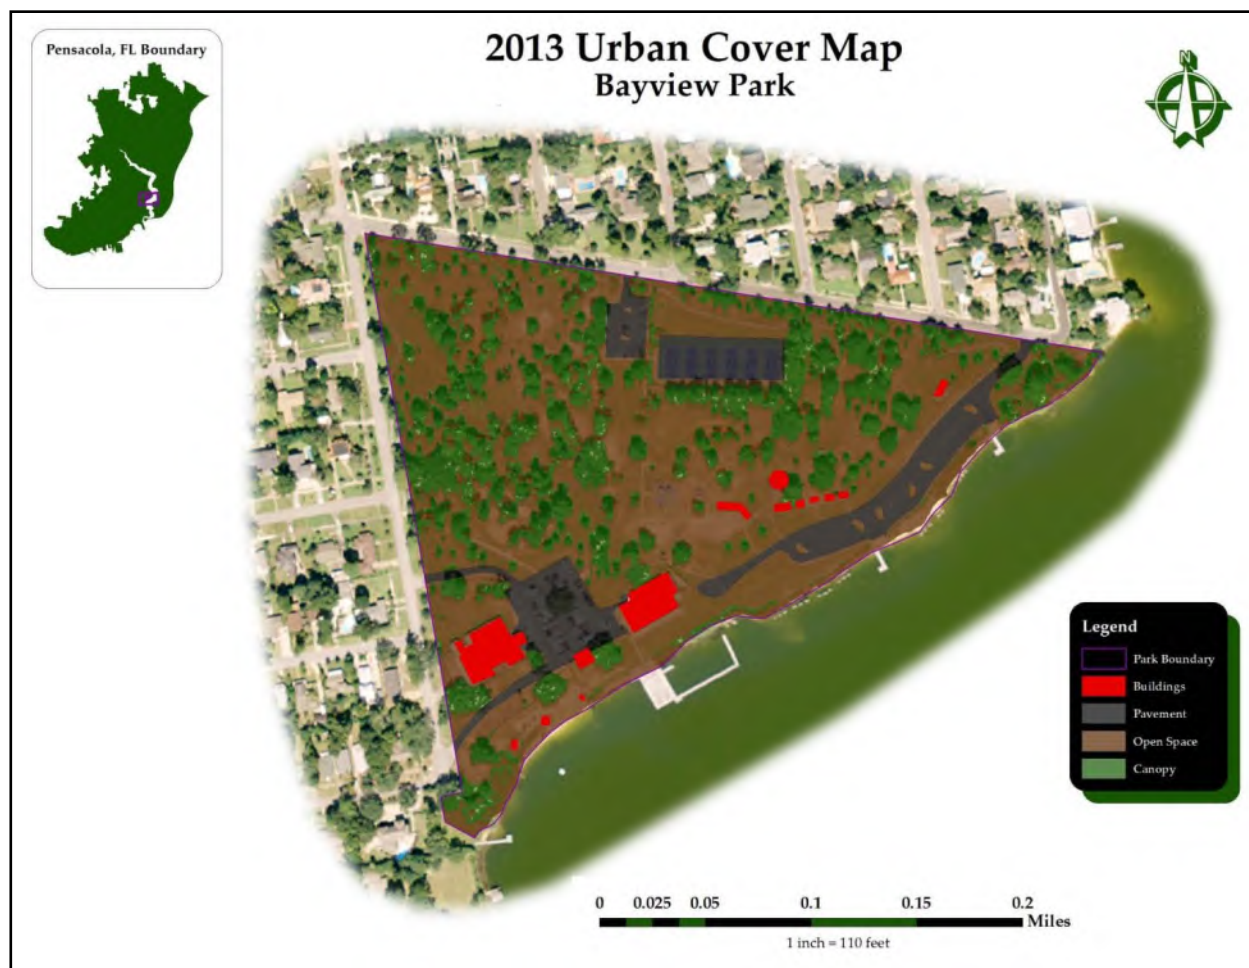 Pensacola, FL Boundary
2013 Urban Cover Map
Bayview Park
N
Legend
Park Boundary
Buildings
Pavement
Open Space
Canopy
0 0.025 0.05 0.1 0.15 0.2
Miles
1 inch = 110 feet